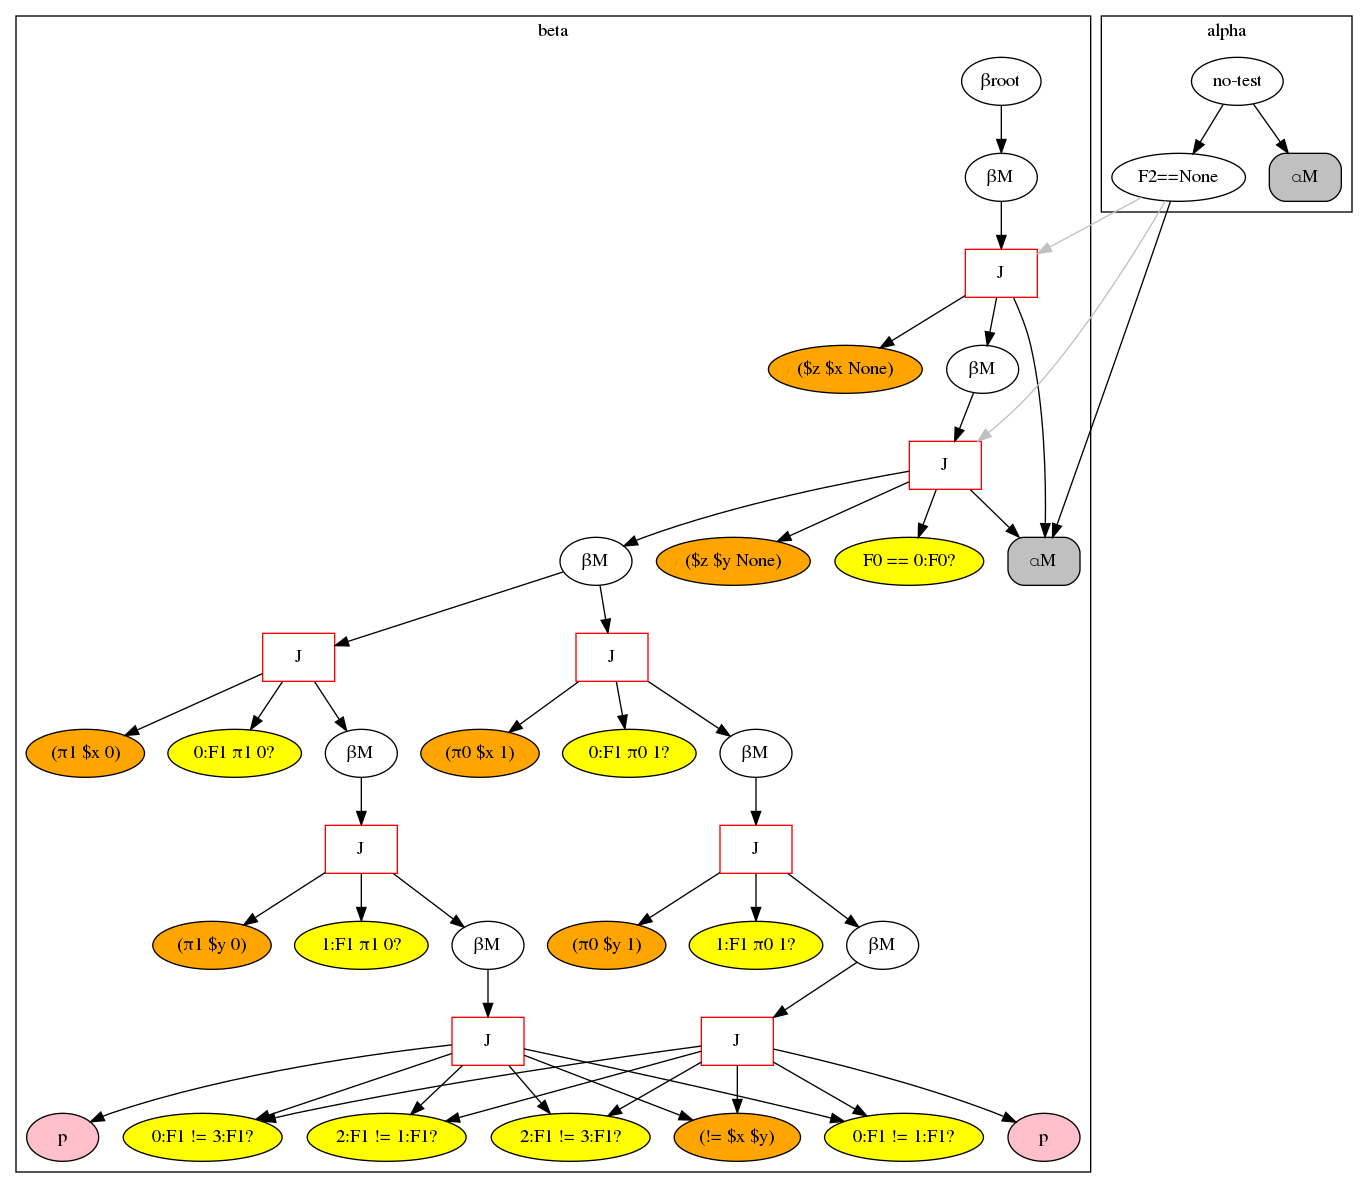 beta
alpha
βroot
no-test
βM
F2==None
αM
J
($z $x None)
βM
J
βM
($z $y None)
F0 == 0:F0?
αM
J
J
(π1 $x 0)
0:F1 π1 0?
βM
(π0 $x 1)
0:F1 π0 1?
βM
J
J
(π1 $y 0)
1:F1 π1 0?
βM
(π0 $y 1)
1:F1 π0 1?
βM
J
J
p
0:F1 != 3:F1?
2:F1 != 1:F1?
2:F1 != 3:F1?
(!= $x $y)
0:F1 != 1:F1?
p